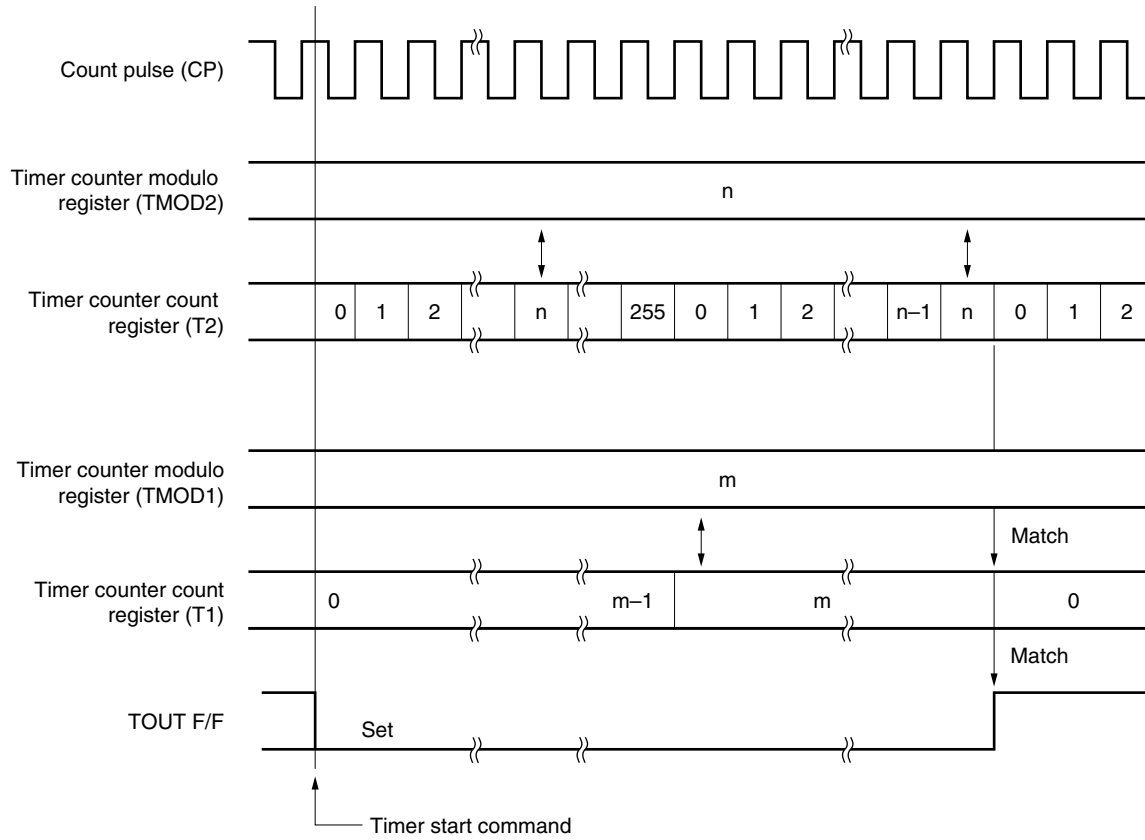 Count pulse (CP)
Timer counter modulo
register (TMOD2)
n
Timer counter count
register (T2)
0 1 2 n 255 0 1 2 n–1 n 0 1 2
Timer counter modulo
register (TMOD1)
m
Match
Timer counter count
register (T1)
0 m–1 m 0
Match
TOUT F/F
Set
Timer start command